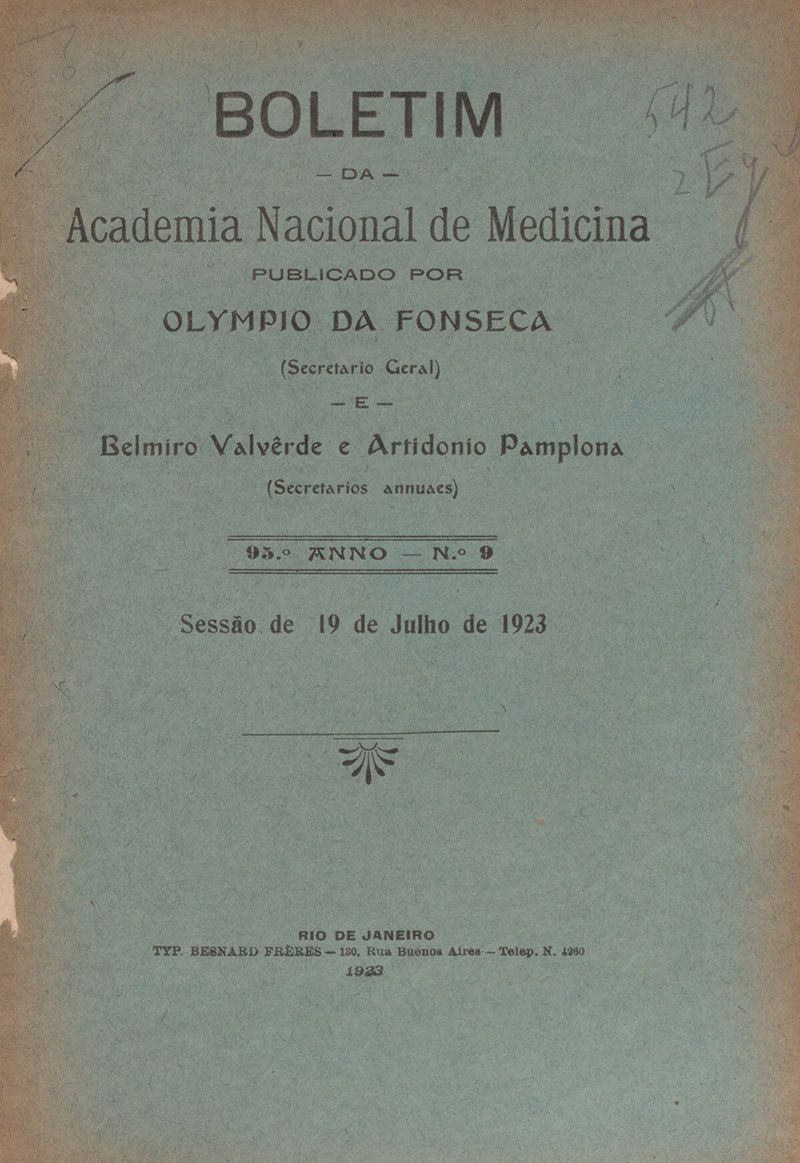 BOLETIM
— DA —
Academia Nacional de Medicina
PUBLICADO POR
OLYMPIO DA FONSECA
(Secretario Geral)
— E —
Belmiro Valvêrde e Artidonio Pamplona
(Secretarios annuaes)
95.º ANNO — N.º 9
Sessão de 19 de Julho de 1923
RIO DE JANEIRO
TYP. BESNARD FRÈRES — 130, Rua Buenos Aires — Telep. N. 4260
1923
542